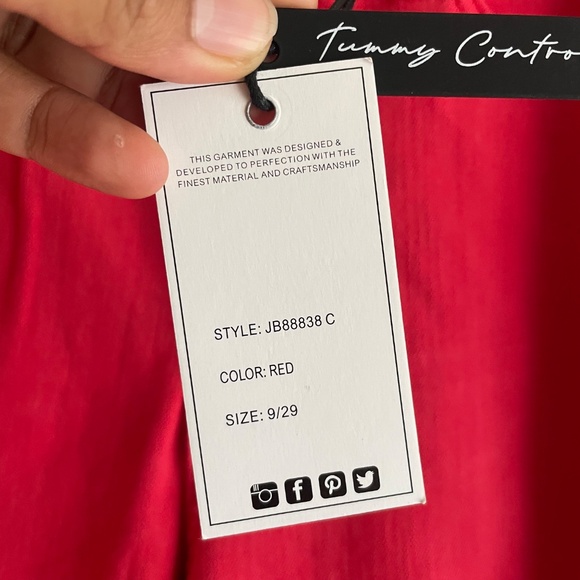 Tummy Contro
THIS GARMENT WAS DESIGNED &
DEVELOPED TO PERFECTION WITH THE
FINEST MATERIAL AND CRAFTSMANSHIP
STYLE: JB88838 C
COLOR: RED
SIZE: 9/29